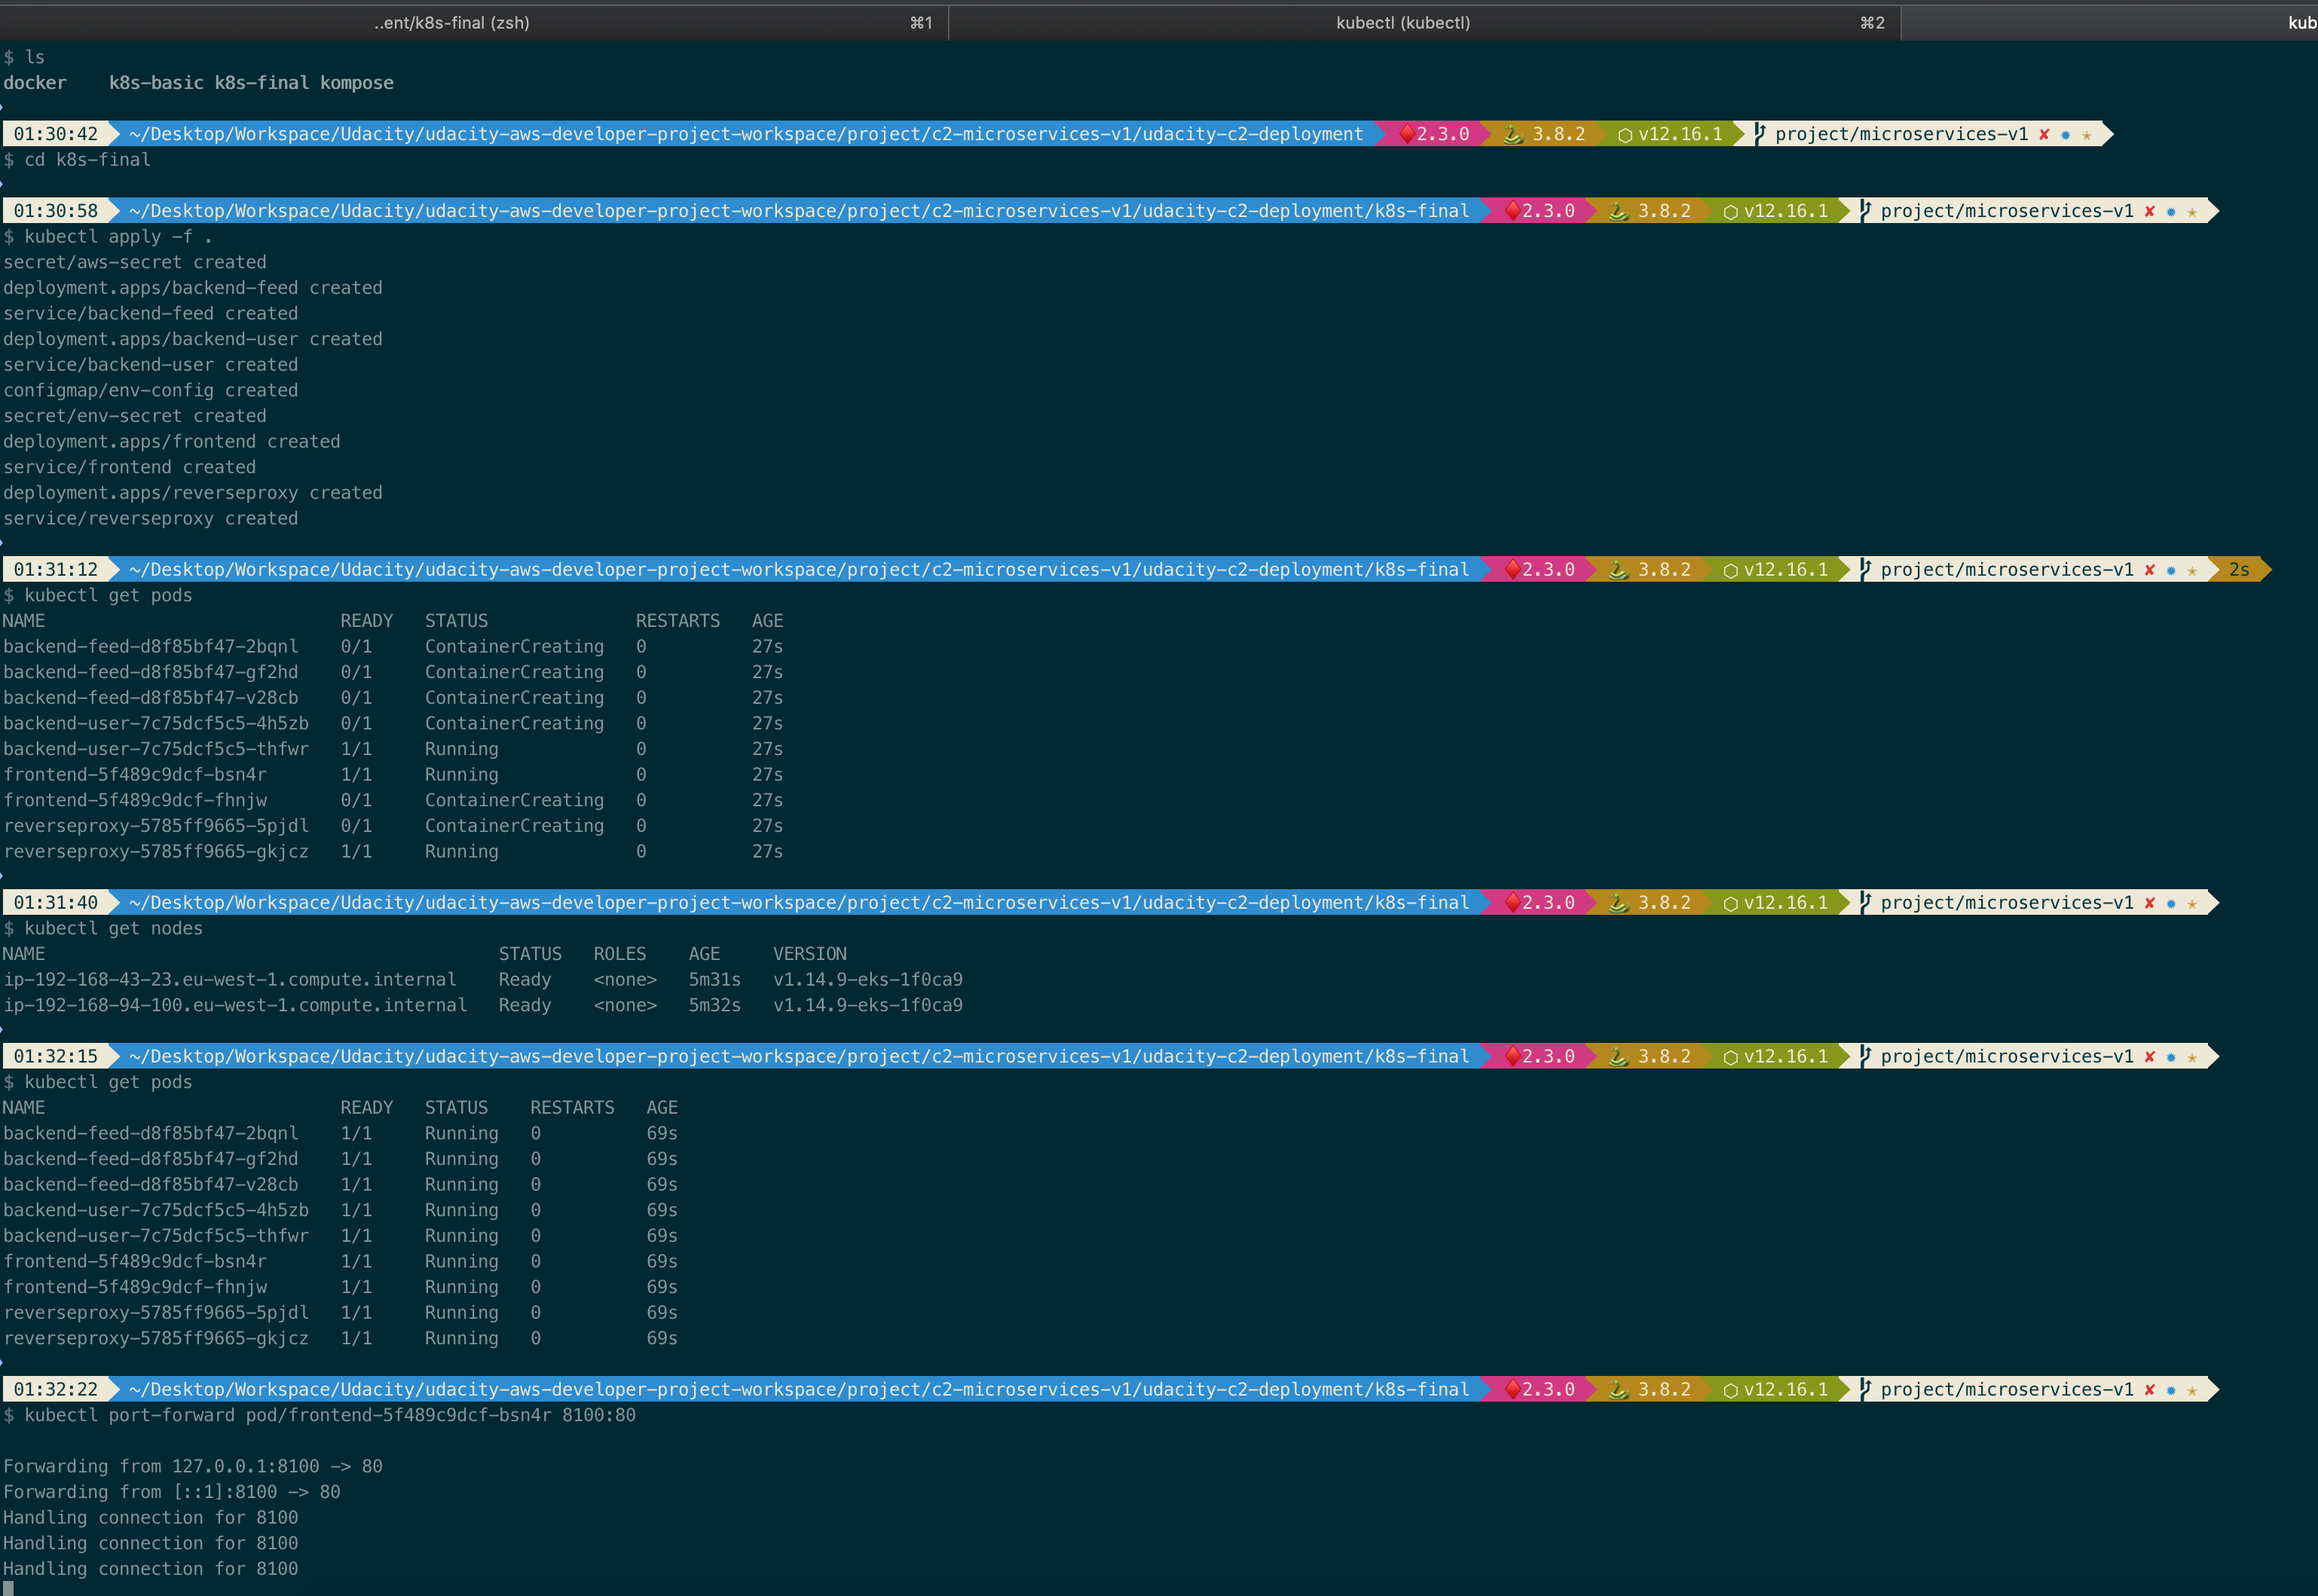 ..ent/k8s-final (zsh) ⌘1 kubectl (kubectl) ⌘2 kub
$ ls
docker k8s-basic k8s-final kompose
01:30:42 ~/Desktop/Workspace/Udacity/udacity-aws-developer-project-workspace/project/c2-microservices-v1/udacity-c2-deployment 2.3.0 3.8.2 v12.16.1 project/microservices-v1 ✘ ✹ ✭
$ cd k8s-final
01:30:58 ~/Desktop/Workspace/Udacity/udacity-aws-developer-project-workspace/project/c2-microservices-v1/udacity-c2-deployment/k8s-final 2.3.0 3.8.2 v12.16.1 project/microservices-v1 ✘ ✹ ✭
$ kubectl apply -f .
secret/aws-secret created
deployment.apps/backend-feed created
service/backend-feed created
deployment.apps/backend-user created
service/backend-user created
configmap/env-config created
secret/env-secret created
deployment.apps/frontend created
service/frontend created
deployment.apps/reverseproxy created
service/reverseproxy created
01:31:12 ~/Desktop/Workspace/Udacity/udacity-aws-developer-project-workspace/project/c2-microservices-v1/udacity-c2-deployment/k8s-final 2.3.0 3.8.2 v12.16.1 project/microservices-v1 ✘ ✹ ✭ 2s
$ kubectl get pods
NAME READY STATUS RESTARTS AGE
backend-feed-d8f85bf47-2bqnl 0/1 ContainerCreating 0 27s
backend-feed-d8f85bf47-gf2hd 0/1 ContainerCreating 0 27s
backend-feed-d8f85bf47-v28cb 0/1 ContainerCreating 0 27s
backend-user-7c75dcf5c5-4h5zb 0/1 ContainerCreating 0 27s
backend-user-7c75dcf5c5-thfwr 1/1 Running 0 27s
frontend-5f489c9dcf-bsn4r 1/1 Running 0 27s
frontend-5f489c9dcf-fhnjw 0/1 ContainerCreating 0 27s
reverseproxy-5785ff9665-5pjdl 0/1 ContainerCreating 0 27s
reverseproxy-5785ff9665-gkjcz 1/1 Running 0 27s
01:31:40 ~/Desktop/Workspace/Udacity/udacity-aws-developer-project-workspace/project/c2-microservices-v1/udacity-c2-deployment/k8s-final 2.3.0 3.8.2 v12.16.1 project/microservices-v1 ✘ ✹ ✭
$ kubectl get nodes
NAME STATUS ROLES AGE VERSION
ip-192-168-43-23.eu-west-1.compute.internal Ready <none> 5m31s v1.14.9-eks-1f0ca9
ip-192-168-94-100.eu-west-1.compute.internal Ready <none> 5m32s v1.14.9-eks-1f0ca9
01:32:15 ~/Desktop/Workspace/Udacity/udacity-aws-developer-project-workspace/project/c2-microservices-v1/udacity-c2-deployment/k8s-final 2.3.0 3.8.2 v12.16.1 project/microservices-v1 ✘ ✹ ✭
$ kubectl get pods
NAME READY STATUS RESTARTS AGE
backend-feed-d8f85bf47-2bqnl 1/1 Running 0 69s
backend-feed-d8f85bf47-gf2hd 1/1 Running 0 69s
backend-feed-d8f85bf47-v28cb 1/1 Running 0 69s
backend-user-7c75dcf5c5-4h5zb 1/1 Running 0 69s
backend-user-7c75dcf5c5-thfwr 1/1 Running 0 69s
frontend-5f489c9dcf-bsn4r 1/1 Running 0 69s
frontend-5f489c9dcf-fhnjw 1/1 Running 0 69s
reverseproxy-5785ff9665-5pjdl 1/1 Running 0 69s
reverseproxy-5785ff9665-gkjcz 1/1 Running 0 69s
01:32:22 ~/Desktop/Workspace/Udacity/udacity-aws-developer-project-workspace/project/c2-microservices-v1/udacity-c2-deployment/k8s-final 2.3.0 3.8.2 v12.16.1 project/microservices-v1 ✘ ✹ ✭
$ kubectl port-forward pod/frontend-5f489c9dcf-bsn4r 8100:80
Forwarding from 127.0.0.1:8100 -> 80
Forwarding from [::1]:8100 -> 80
Handling connection for 8100
Handling connection for 8100
Handling connection for 8100